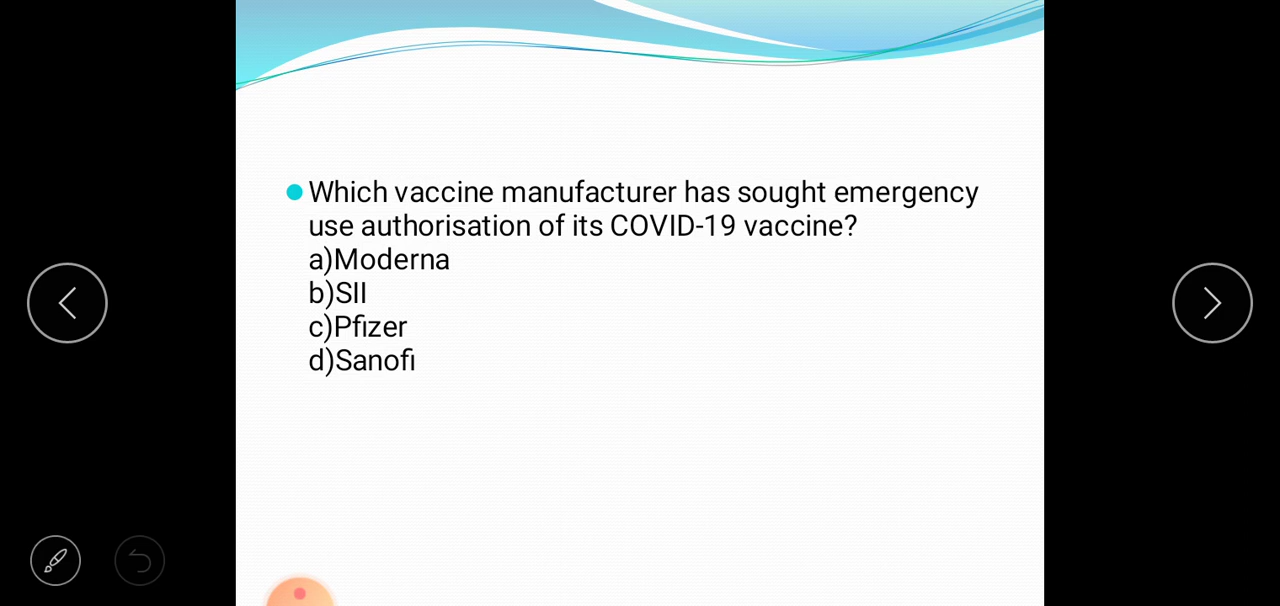 Which vaccine manufacturer has sought emergency
use authorisation of its COVID-19 vaccine?
a)Moderna
b)SII
c)Pfizer
d)Sanofi